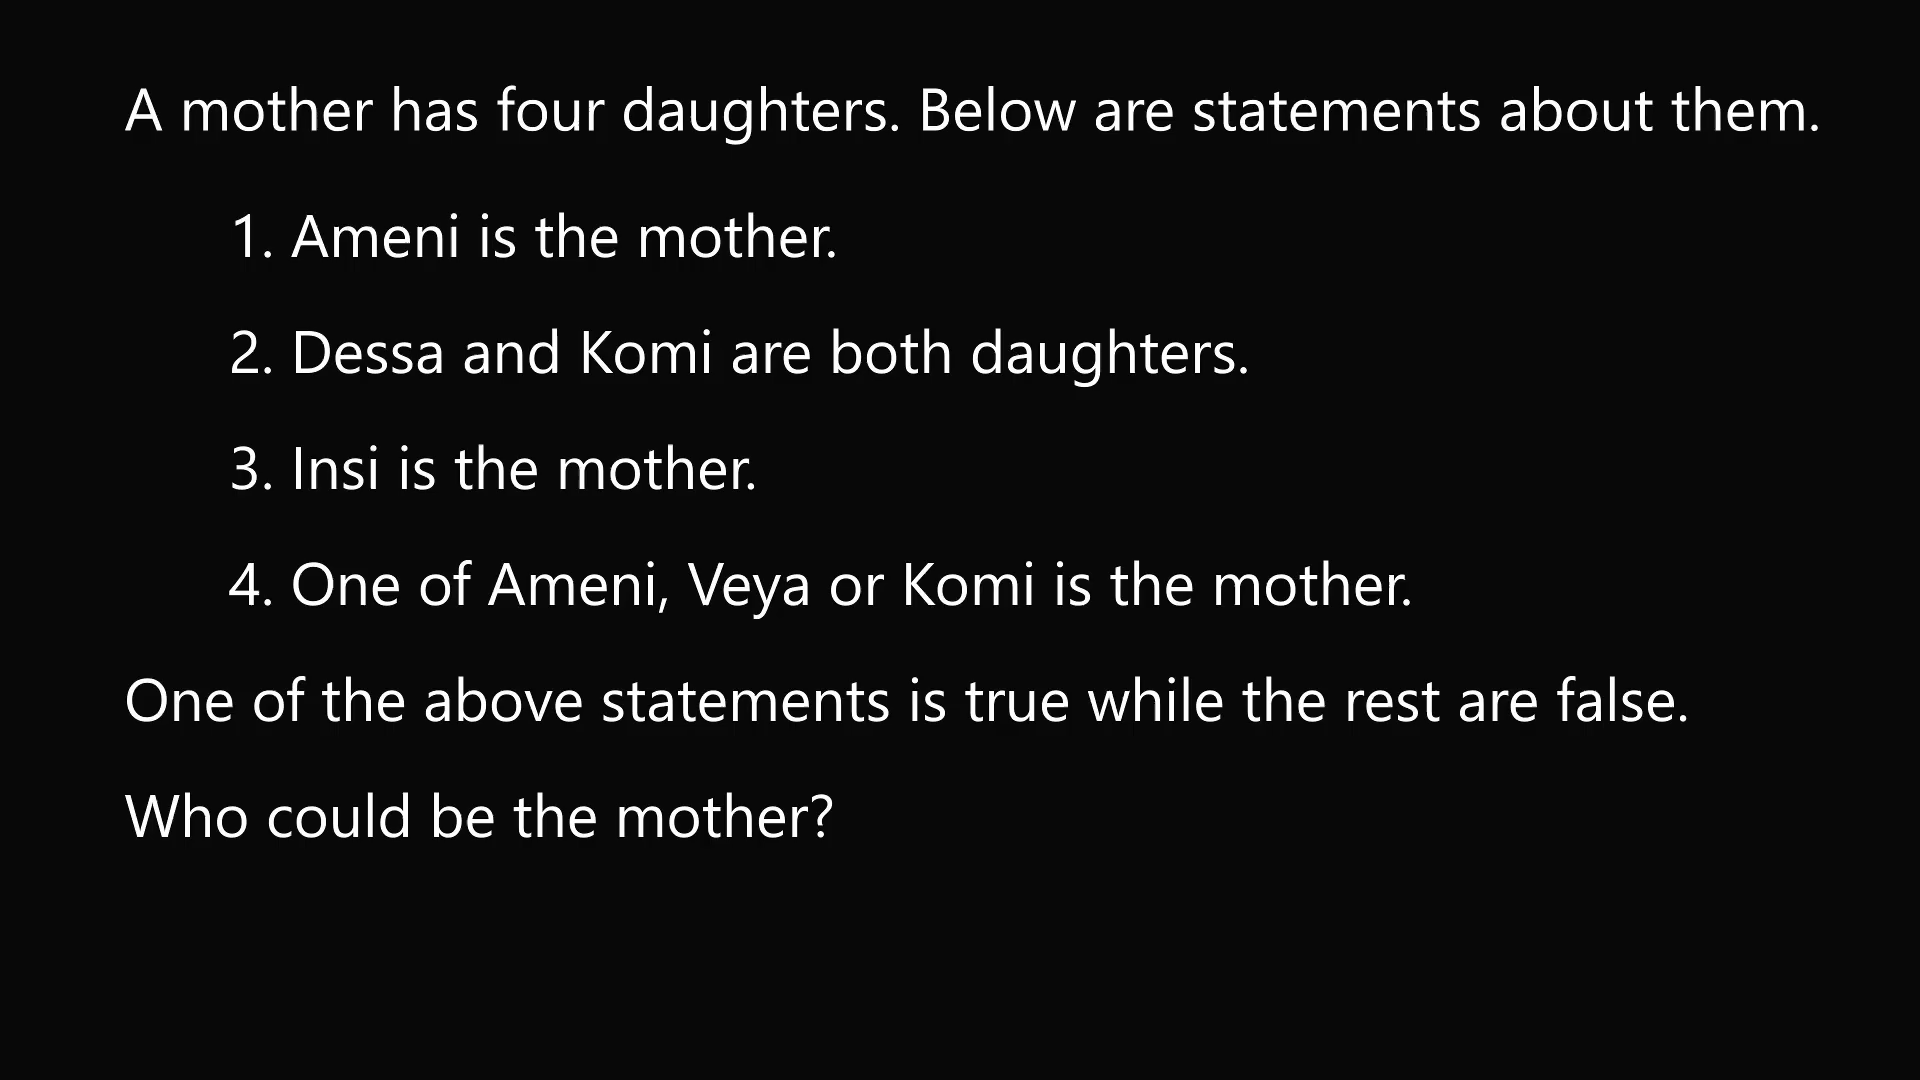 A mother has four daughters. Below are statements about them.
1. Ameni is the mother.
2. Dessa and Komi are both daughters.
3. Insi is the mother.
4. One of Ameni, Veya or Komi is the mother.
One of the above statements is true while the rest are false.
Who could be the mother?